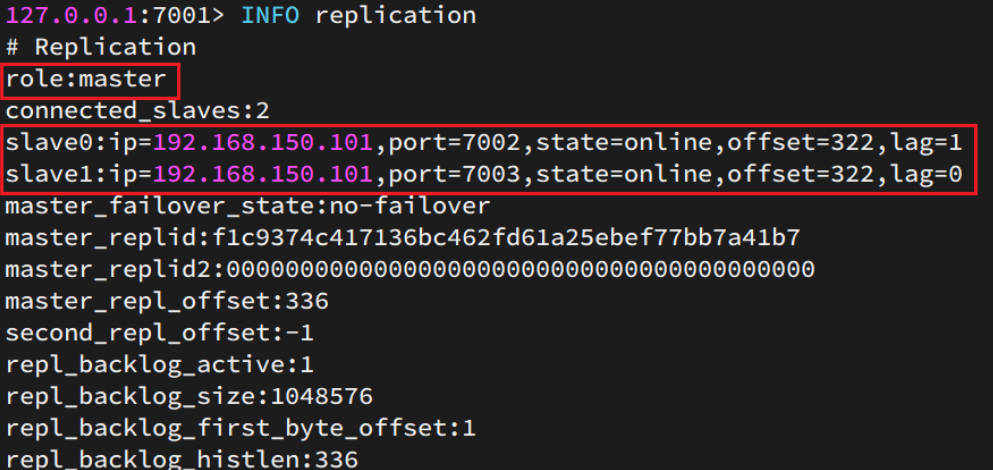 127.0.0.1:7001> INFO replication
# Replication
role:master
connected_slaves:2
slave0:ip=192.168.150.101,port=7002,state=online,offset=322,lag=1
slave1:ip=192.168.150.101,port=7003,state=online,offset=322,lag=0
master_failover_state:no-failover
master_replid:f1c9374c417136bc462fd61a25ebef77bb7a41b7
master_replid2:0000000000000000000000000000000000000000
master_repl_offset:336
second_repl_offset:-1
repl_backlog_active:1
repl_backlog_size:1048576
repl_backlog_first_byte_offset:1
repl_backlog_histlen:336